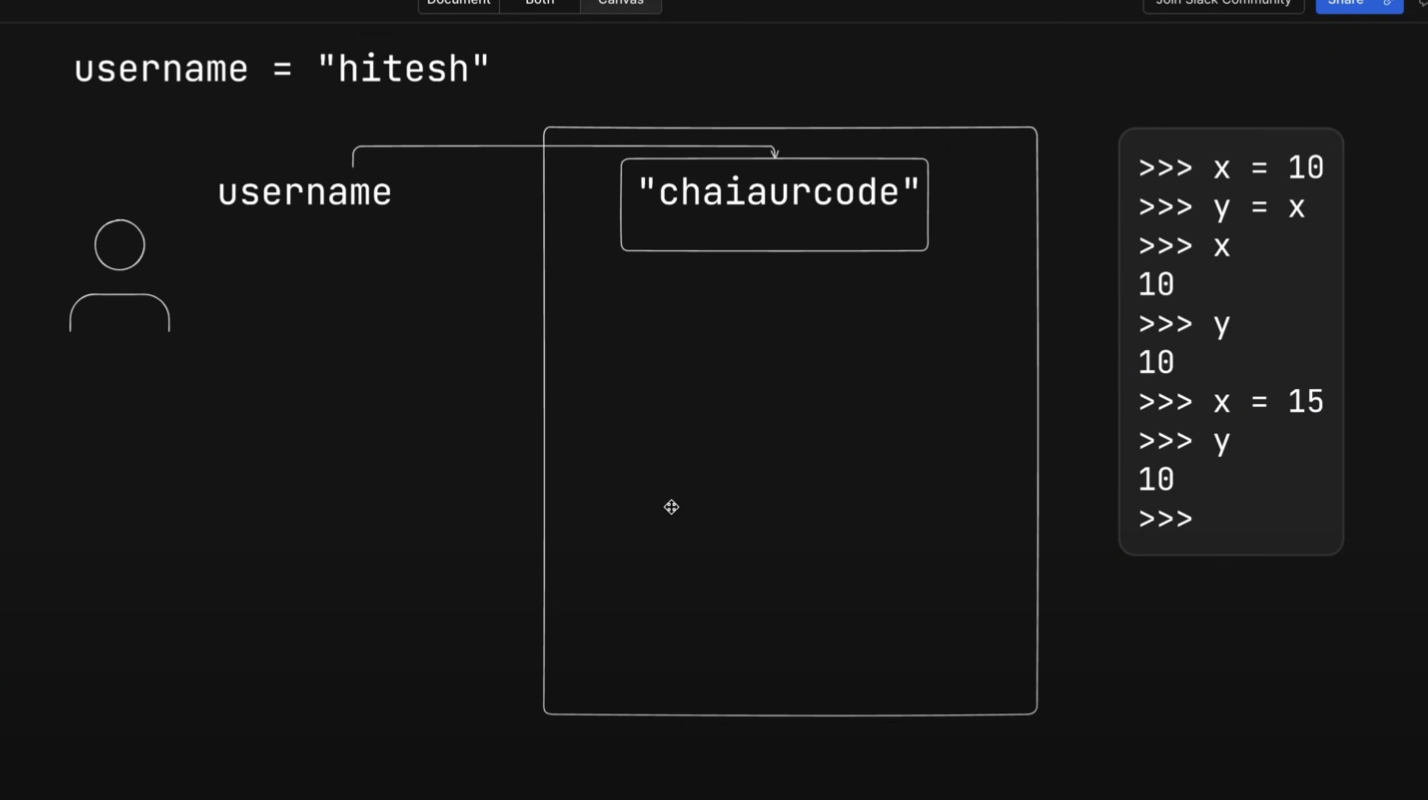 Document Both Canvas Join Slack Community Share
username = "hitesh"
username
"chaiaurcode"
>>> x = 10
>>> y = x
>>> x
10
>>> y
10
>>> x = 15
>>> y
10
>>>